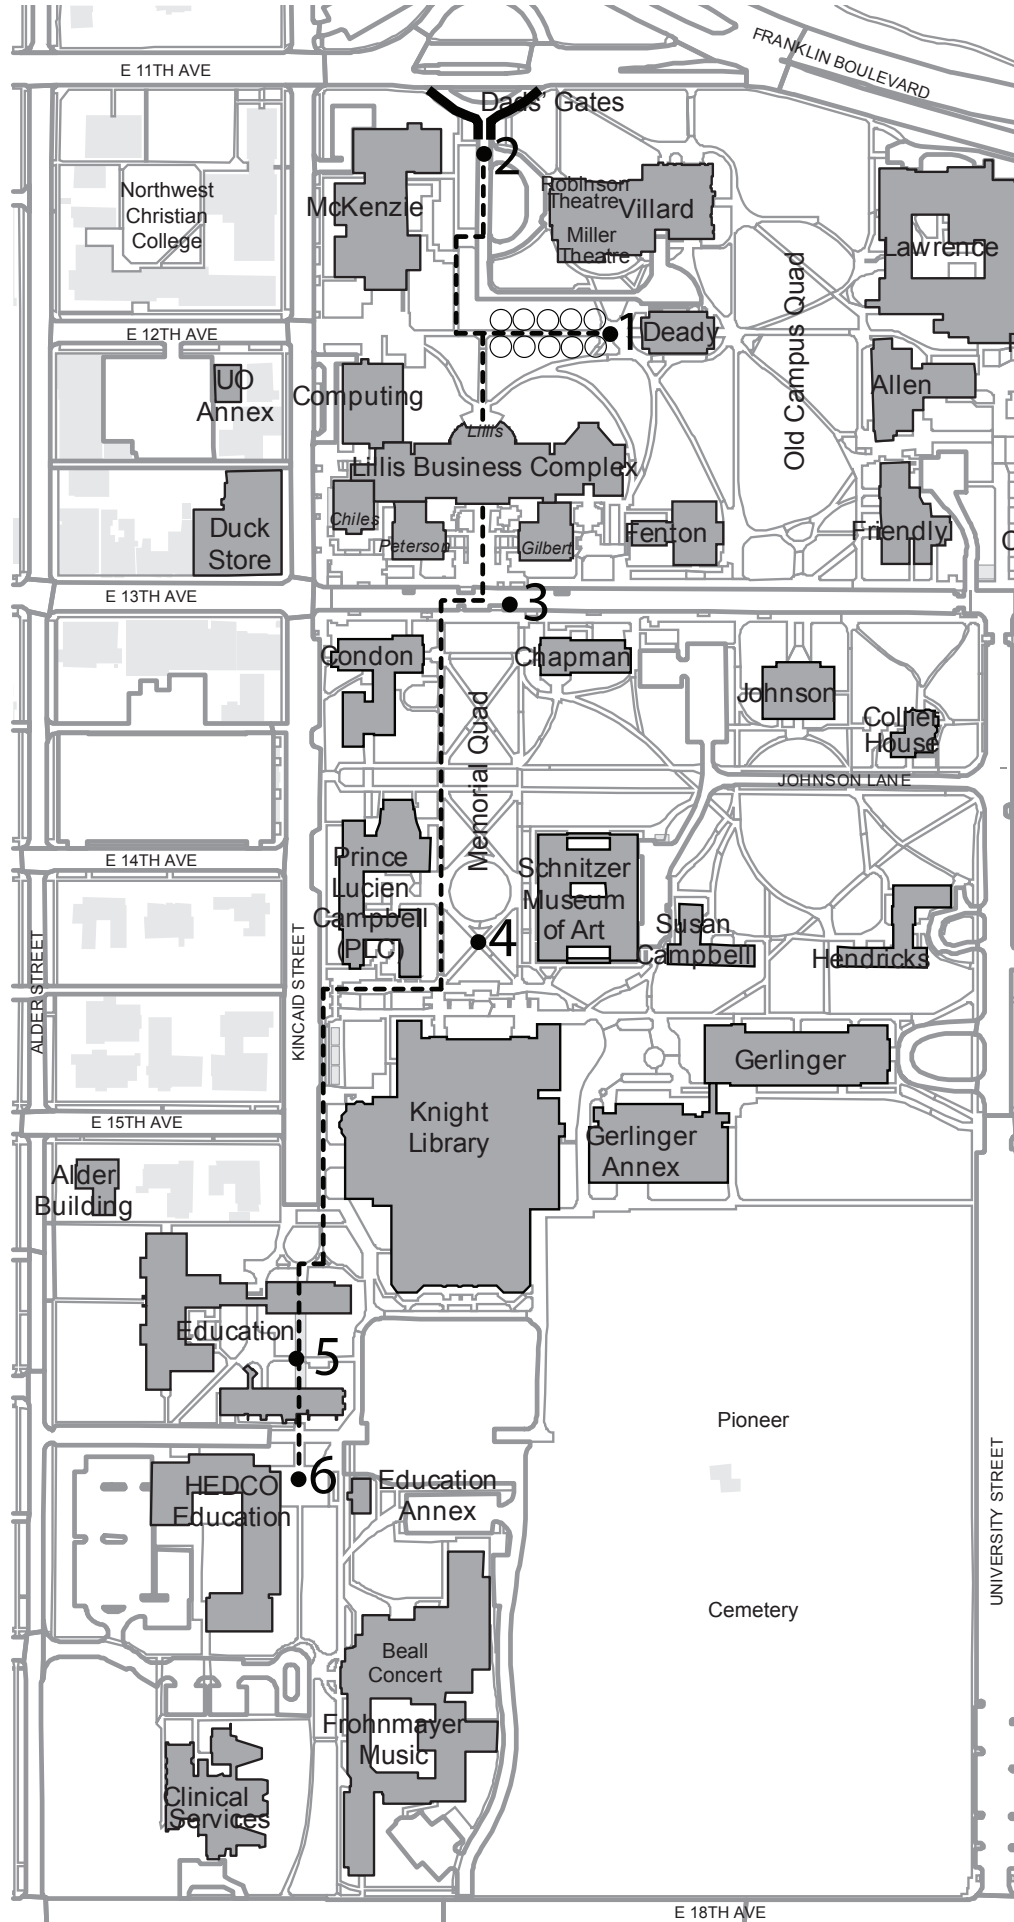 FRANKLIN BOULEVARD
E 11TH AVE
Dads' Gates
2
Northwest
Christian
College
McKenzie
Robinson
Theatre
Villard
Miller
Theatre
Lawrence
Old Campus Quad
E 12TH AVE
1
Deady
UO
Annex
Computing
Allen
Lillis
Lillis Business Complex
Chiles
Peterson
Gilbert
Fenton
Friendly
Duck
Store
E 13TH AVE
3
Condon
Chapman
Memorial Quad
Johnson
Collier
House
JOHNSON LANE
E 14TH AVE
Prince
Lucien
Campbell
(PLC)
Schnitzer
Museum
of Art
Susan
Campbell
Hendricks
4
ALDER STREET
KINCAID STREET
Gerlinger
Knight
Library
E 15TH AVE
Gerlinger
Annex
Alder
Building
Education
5
Pioneer
UNIVERSITY STREET
6
HEDCO
Education
Education
Annex
Cemetery
Beall
Concert
Frohnmayer
Music
Clinical
Services
E 18TH AVE